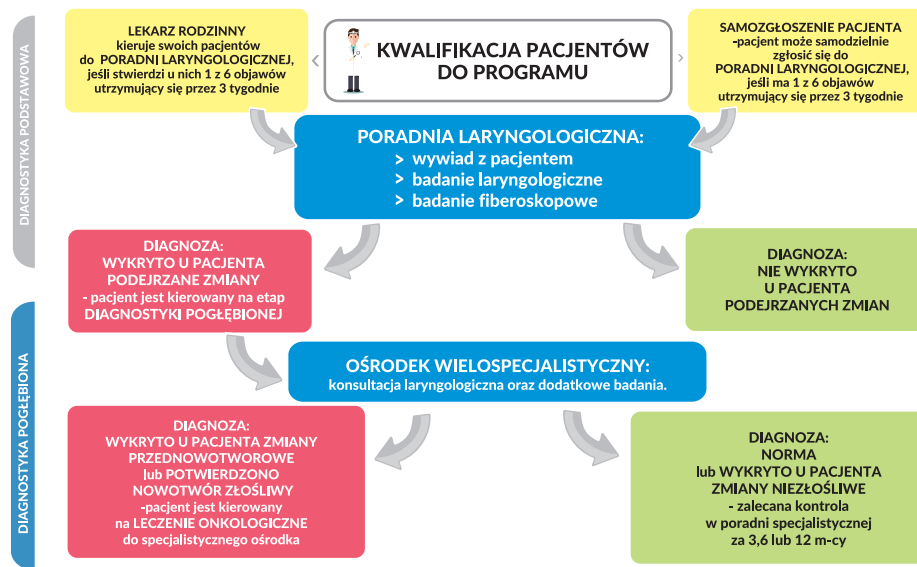 DIAGNOSTYKA PODSTAWOWA
LEKARZ RODZINNY
kieruje swoich pacjentów
do PORADNI LARYNGOLOGICZNEJ,
jeśli stwierdzi u nich 1 z 6 objawów
utrzymujący się przez 3 tygodnie
KWALIFIKACJA PACJENTÓW
DO PROGRAMU
SAMOZGŁOSZENIE PACJENTA
-pacjent może samodzielnie
zgłosić się do
PORADNI LARYNGOLOGICZNEJ,
jeśli ma 1 z 6 objawów
utrzymujący się przez 3 tygodnie
PORADNIA LARYNGOLOGICZNA:
> wywiad z pacjentem
> badanie laryngologiczne
> badanie fiberoskopowe
DIAGNOZA:
WYKRYTO U PACJENTA
PODEJRZANE ZMIANY
- pacjent jest kierowany na etap
DIAGNOSTYKI POGŁĘBIONEJ
DIAGNOZA:
NIE WYKRYTO
U PACJENTA
PODEJRZANYCH ZMIAN
DIAGNOSTYKA POGŁĘBIONA
OŚRODEK WIELOSPECJALISTYCZNY:
konsultacja laryngologiczna oraz dodatkowe badania.
DIAGNOZA:
WYKRYTO U PACJENTA ZMIANY
PRZEDNOWOTWOROWE
lub POTWIERDZONO
NOWOTWÓR ZŁOŚLIWY
-pacjent jest kierowany
na LECZENIE ONKOLOGICZNE
do specjalistycznego ośrodka
DIAGNOZA:
NORMA
lub WYKRYTO U PACJENTA
ZMIANY NIEZŁOŚLIWE
- zalecana kontrola
w poradni specjalistycznej
za 3,6 lub 12 m-cy